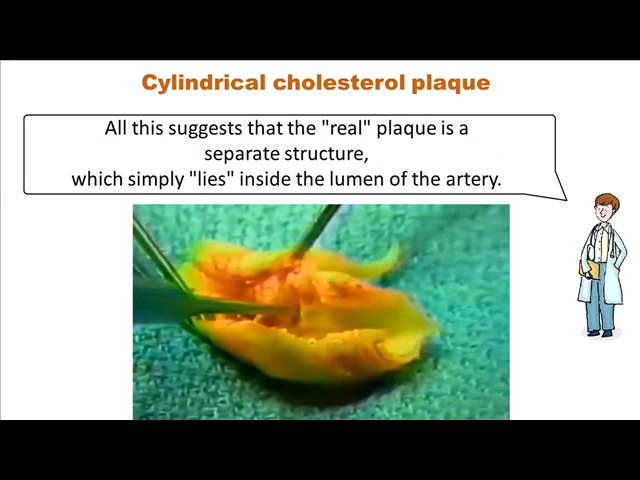 Cylindrical cholesterol plaque
All this suggests that the "real" plaque is a
separate structure,
which simply "lies" inside the lumen of the artery.